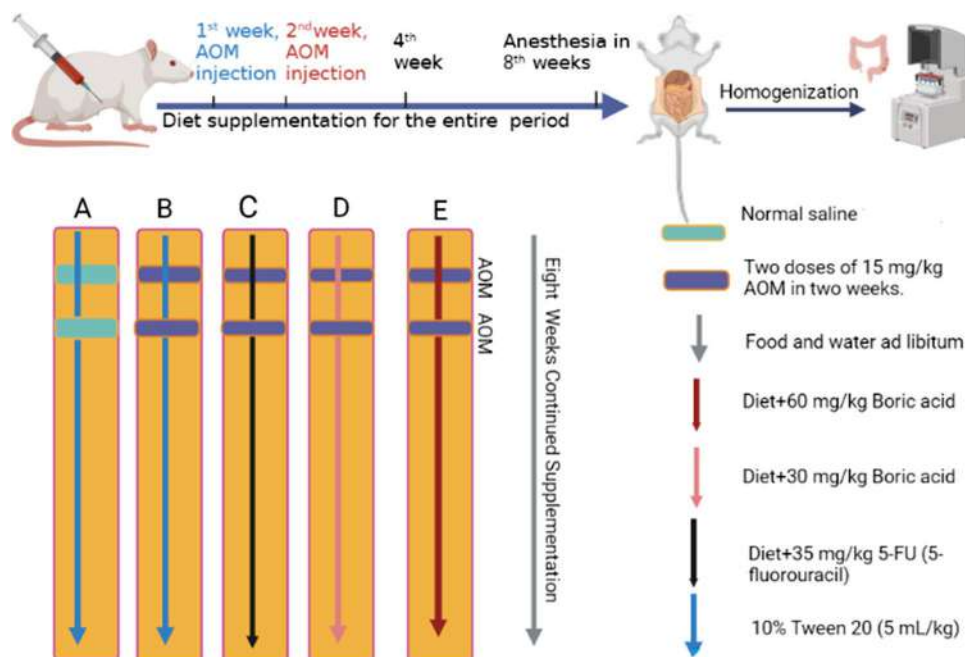 1st week,
AOM
injection
2nd week,
AOM
injection
4th
week
Anesthesia in
8th weeks
Diet supplementation for the entire period
Homogenization
A B C D E
AOM
AOM
Eight Weeks Continued Supplementation
Normal saline
Two doses of 15 mg/kg
AOM in two weeks.
Food and water ad libitum
Diet+60 mg/kg Boric acid
Diet+30 mg/kg Boric acid
Diet+35 mg/kg 5-FU (5-
fluorouracil)
10% Tween 20 (5 mL/kg)